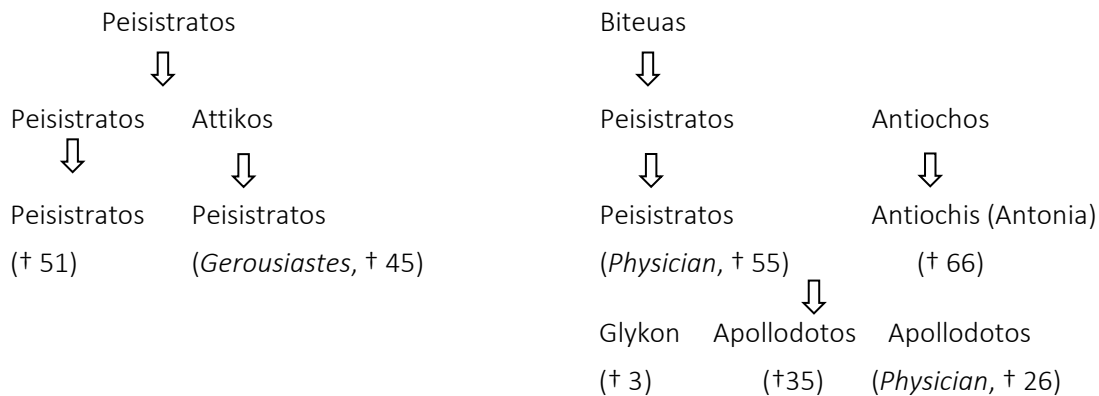 Peisistratos Biteuas
Peisistratos Attikos Peisistratos Antiochos
Peisistratos Peisistratos Peisistratos Antiochis (Antonia)
(† 51) (Gerousiastes, † 45) (Physician, † 55) († 66)
Glykon Apollodotos Apollodotos
(† 3) (†35) (Physician, † 26)